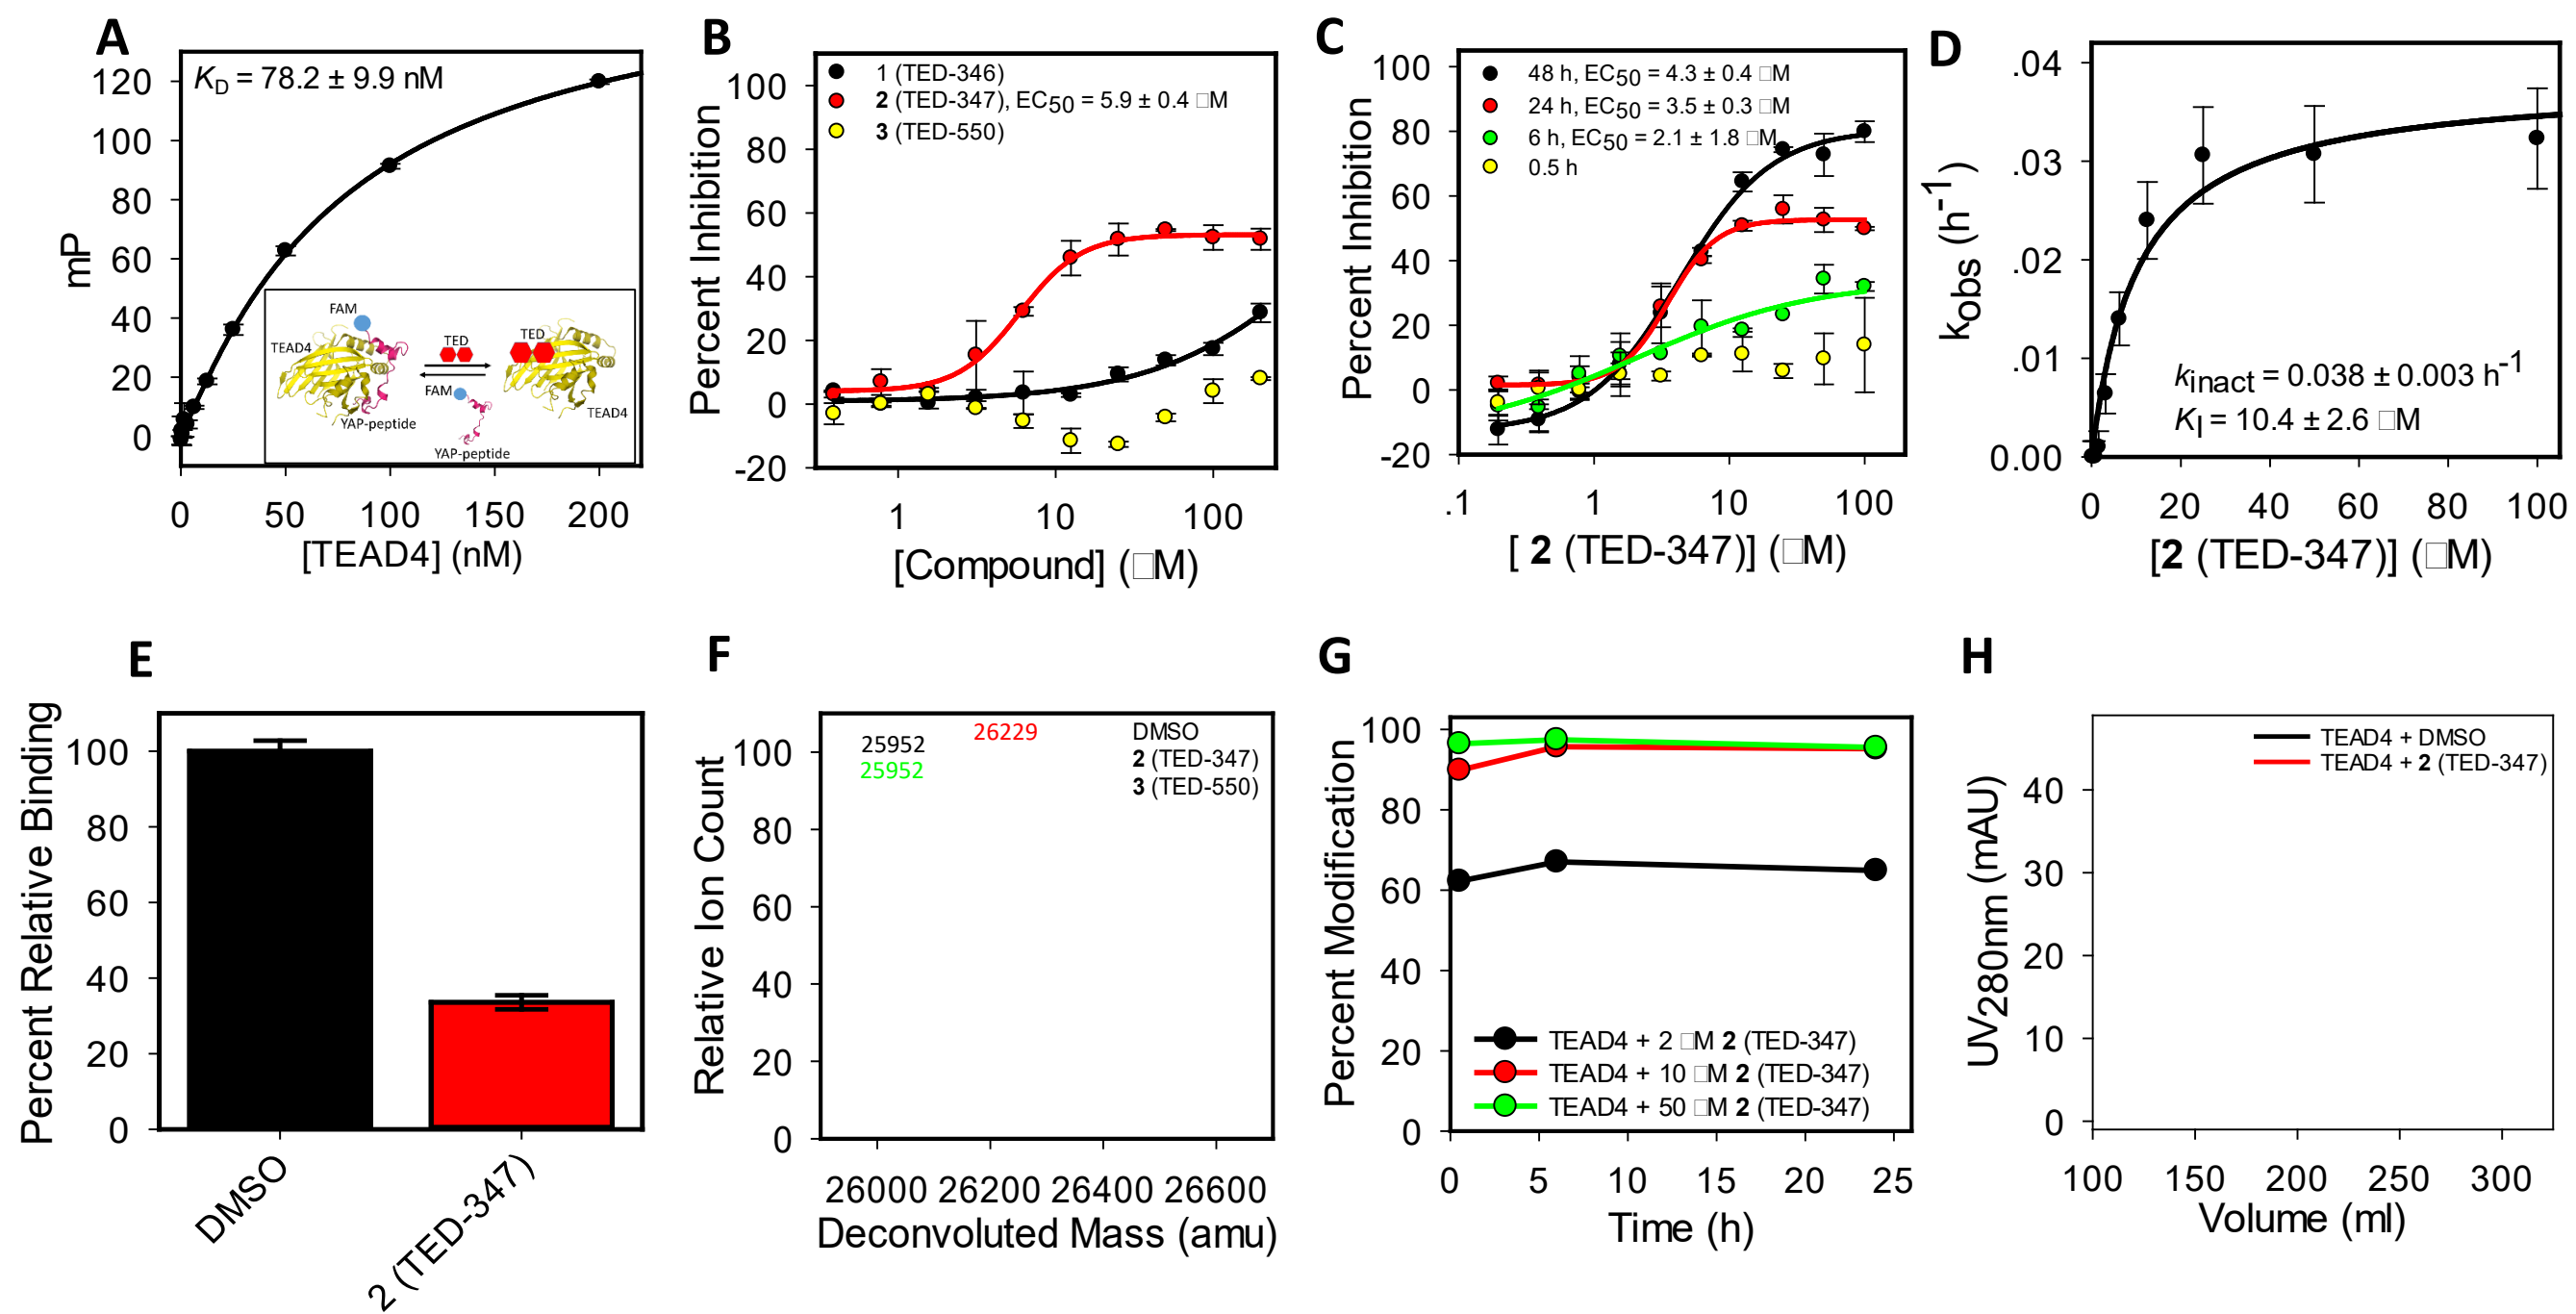 A
K_D = 78.2 ± 9.9 nM
mP
120
100
80
60
40
20
0
FAM
TEAD4
YAP-peptide
TED
FAM
YAP-peptide
TED
TEAD4
0 50 100 150 200
[TEAD4] (nM)
B
1 (TED-346)
2 (TED-347), EC50 = 5.9 ± 0.4 □M
3 (TED-550)
Percent Inhibition
100
80
60
40
20
0
-20
1 10 100
[Compound] (□M)
C
48 h, EC50 = 4.3 ± 0.4 □M
24 h, EC50 = 3.5 ± 0.3 □M
6 h, EC50 = 2.1 ± 1.8 □M
0.5 h
Percent Inhibition
100
80
60
40
20
0
-20
.1 1 10 100
[ 2 (TED-347)] (□M)
D
kobs (h-1)
.04
.03
.02
.01
0.00
kinact = 0.038 ± 0.003 h-1
KI = 10.4 ± 2.6 □M
0 20 40 60 80 100
[2 (TED-347)] (□M)
E
Percent Relative Binding
100
80
60
40
20
0
DMSO
2 (TED-347)
F
25952
25952
26229
DMSO
2 (TED-347)
3 (TED-550)
Relative Ion Count
100
80
60
40
20
0
26000 26200 26400 26600
Deconvoluted Mass (amu)
G
Percent Modification
100
80
60
40
20
0
TEAD4 + 2 □M 2 (TED-347)
TEAD4 + 10 □M 2 (TED-347)
TEAD4 + 50 □M 2 (TED-347)
0 5 10 15 20 25
Time (h)
H
TEAD4 + DMSO
TEAD4 + 2 (TED-347)
UV280nm (mAU)
40
30
20
10
0
100 150 200 250 300
Volume (ml)